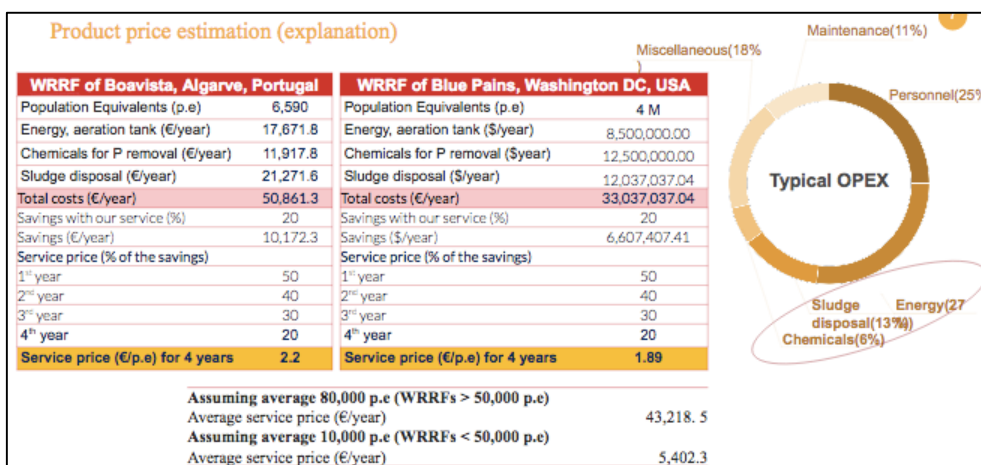 Product price estimation (explanation)
WRRF of Boavista, Algarve, Portugal
Population Equivalents (p.e) 6,590
Energy, aeration tank (€/year) 17,671.8
Chemicals for P removal (€/year) 11,917.8
Sludge disposal (€/year) 21,271.6
Total costs (€/year) 50,861.3
Savings with our service (%) 20
Savings (€/year) 10,172.3
Service price (% of the savings)
1st year 50
2nd year 40
3rd year 30
4th year 20
Service price (€/p.e) for 4 years 2.2
WRRF of Blue Pains, Washington DC, USA
Population Equivalents (p.e) 4 M
Energy, aeration tank ($/year) 8,500,000.00
Chemicals for P removal ($year) 12,500,000.00
Sludge disposal ($/year) 12,037,037.04
Total costs (€/year) 33,037,037.04
Savings with our service (%) 20
Savings ($/year) 6,607,407.41
Service price (% of the savings)
1st year 50
2nd year 40
3rd year 30
4th year 20
Service price (€/p.e) for 4 years 1.89
Maintenance(11%)
Miscellaneous(18%
)
Personnel(25%
Typical OPEX
Sludge
disposal(13%)
Energy(27
%)
Chemicals(6%)
Assuming average 80,000 p.e (WRRFs > 50,000 p.e)
Average service price (€/year) 43,218. 5
Assuming average 10,000 p.e (WRRFs < 50,000 p.e)
Average service price (€/year) 5,402.3